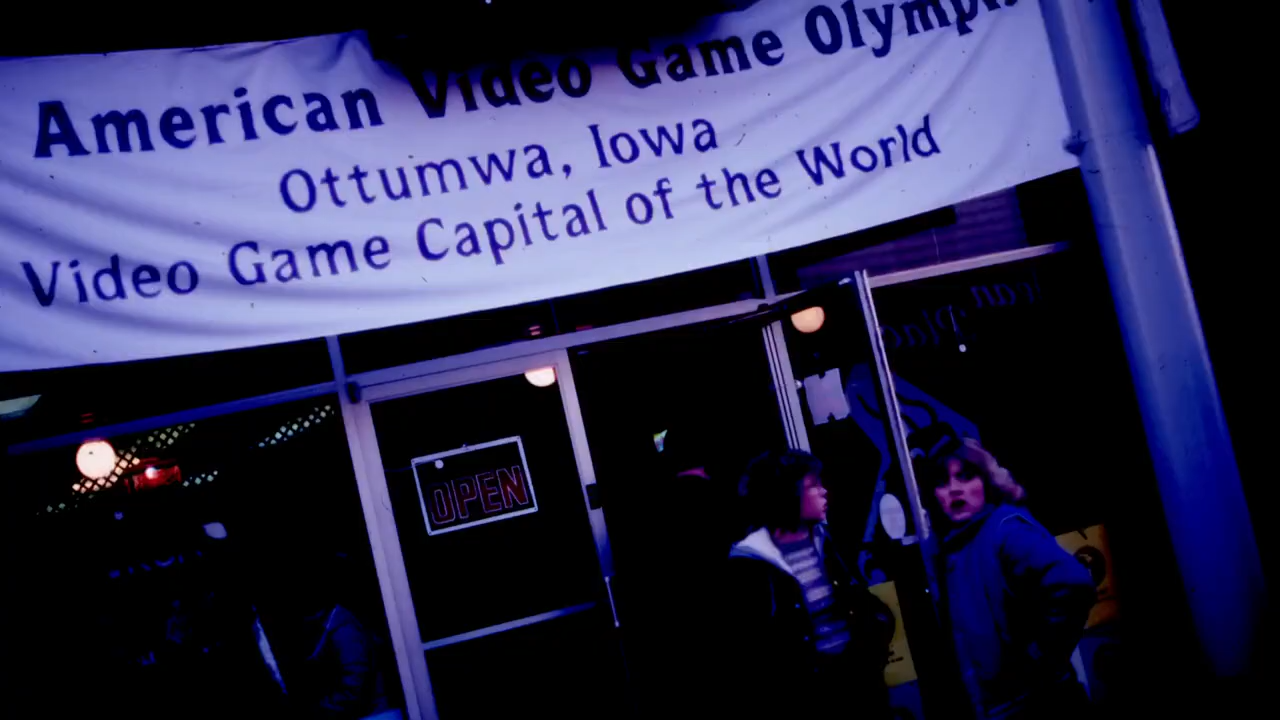 American Video Game Olymp
Ottumwa, Iowa
Video Game Capital of the World
OPEN